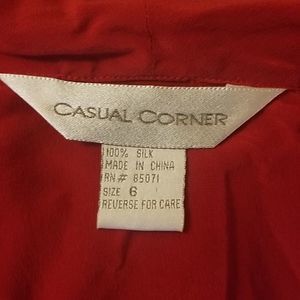 CASUAL CORNER
100% SILK
MADE IN CHINA
RN# 85071
SIZE 6
REVERSE FOR CARE